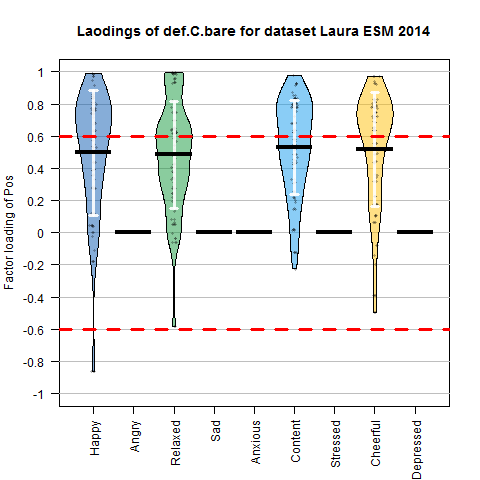 Laodings of def.C.bare for dataset Laura ESM 2014
Factor loading of Pos
1
0.8
0.6
0.4
0.2
0
-0.2
-0.4
-0.6
-0.8
-1
Happy
Angry
Relaxed
Sad
Anxious
Content
Stressed
Cheerful
Depressed